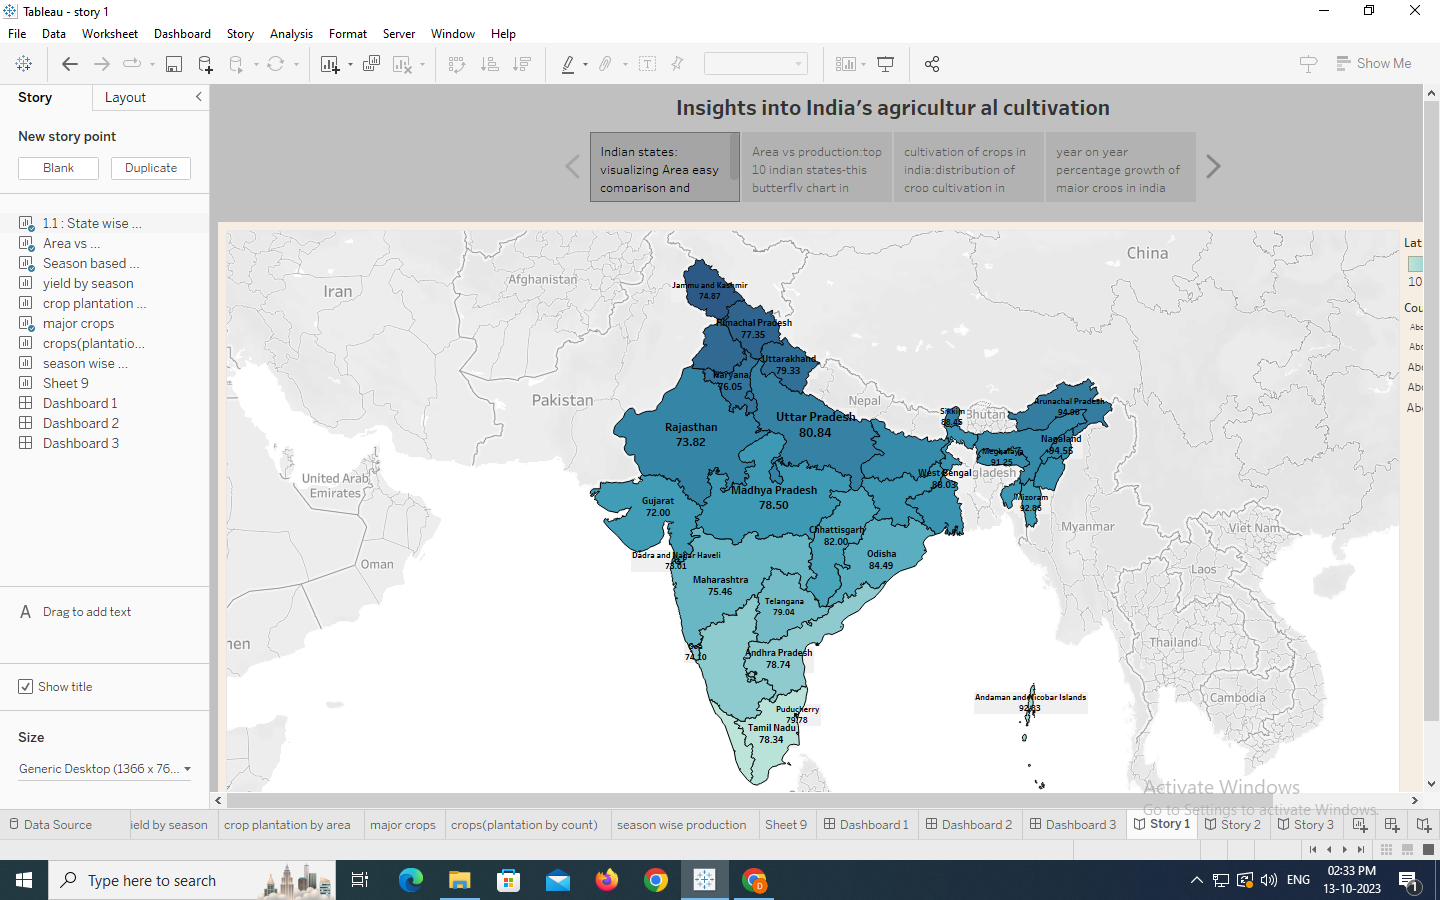 Tableau - story 1
File Data Worksheet Dashboard Story Analysis Format Server Window Help
Show Me
Story Layout
New story point
Blank Duplicate
1.1 : State wise ...
Area vs ...
Season based ...
yield by season
crop plantation ...
major crops
crops(plantatio...
season wise ...
Sheet 9
Dashboard 1
Dashboard 2
Dashboard 3
A Drag to add text
Show title
Size
Generic Desktop (1366 x 76...
Insights into India's agricultur al cultivation
Indian states:
visualizing Area easy
comparison and
Area vs production:top
10 indian states-this
butterfly chart in
cultivation of crops in
india:distribution of
crop cultivation in
year on year
percentage growth of
major crops in india
China
Iran
Afghanistan
Pakistan
Nepal
Bhutan
gladesh
United Arab
Emirates
Oman
men
Myanmar
Viet Nam
Laos
Thailand
Cambodia
Jammu and Kashmir
74.87
Himachal Pradesh
77.35
Uttarakhand
79.33
Haryana
76.05
Uttar Pradesh
80.84
Rajasthan
73.82
Sikkim
88.45
Arunachal Pradesh
94.98
Nagaland
94.55
Meghalaya
91.25
West Bengal
88.03
Mizoram
92.86
Madhya Pradesh
78.50
Gujarat
72.00
Chhattisgarh
82.00
Odisha
84.49
Dadra and Nagar Haveli
73.01
Maharashtra
75.46
Telangana
79.04
Goa
74.10
Andhra Pradesh
78.74
Puducherry
79.78
Tamil Nadu
78.34
Andaman and Nicobar Islands
92.63
Lat
10
Cou
Abc
Abc
Abc
Abc
Abc
Activate Windows
Go to Settings to activate Windows.
Data Source ield by season crop plantation by area major crops crops(plantation by count) season wise production Sheet 9 Dashboard 1 Dashboard 2 Dashboard 3 Story 1 Story 2 Story 3
Type here to search
ENG
02:33 PM
13-10-2023
1